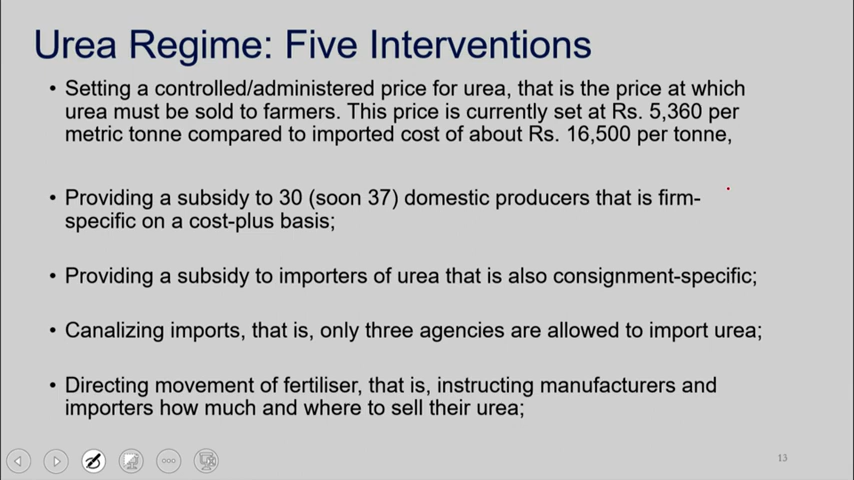 Urea Regime: Five Interventions
• Setting a controlled/administered price for urea, that is the price at which
urea must be sold to farmers. This price is currently set at Rs. 5,360 per
metric tonne compared to imported cost of about Rs. 16,500 per tonne,
• Providing a subsidy to 30 (soon 37) domestic producers that is firm-
specific on a cost-plus basis;
• Providing a subsidy to importers of urea that is also consignment-specific;
• Canalizing imports, that is, only three agencies are allowed to import urea;
• Directing movement of fertiliser, that is, instructing manufacturers and
importers how much and where to sell their urea;
13